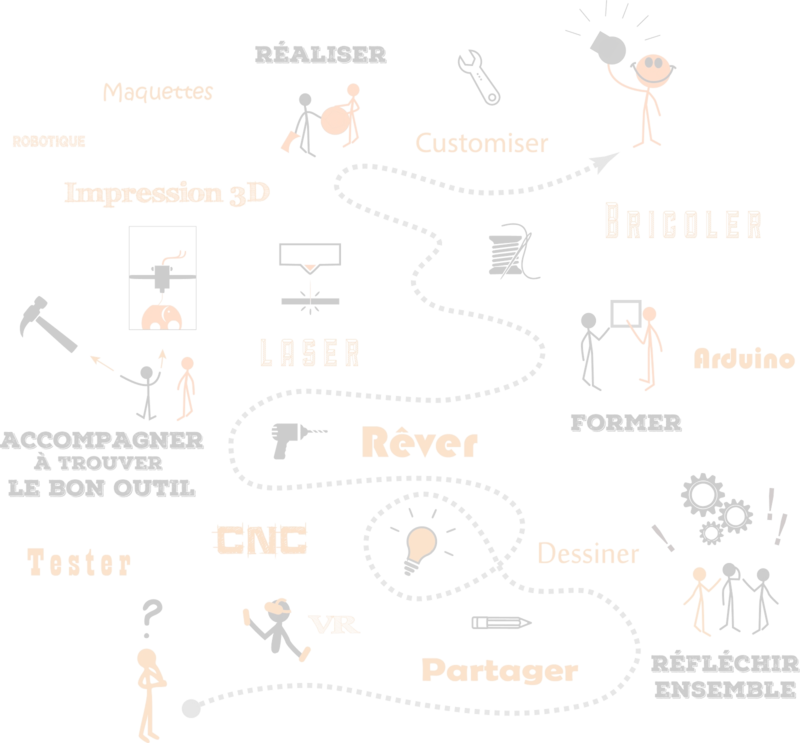 RÉALISER
Maquettes
Customiser
ROBOTIQUE
Impression 3D
BRICOLER
LASER
Arduino
FORMER
ACCOMPAGNER
À TROUVER
LE BON OUTIL
Rêver
CNC
Dessiner
Tester
?
! !
VR
Partager
RÉFLÉCHIR
ENSEMBLE